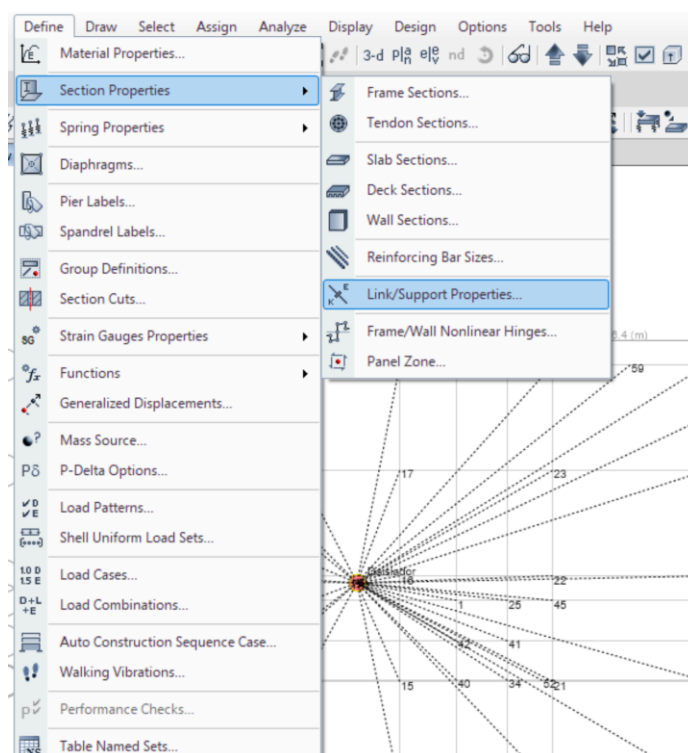 Define Draw Select Assign Analyze Display Design Options Tools Help
Material Properties...
3-d
nd
Section Properties
Frame Sections...
Spring Properties
Tendon Sections...
Diaphragms...
Slab Sections...
Pier Labels...
Deck Sections...
Spandrel Labels...
Wall Sections...
Group Definitions...
Reinforcing Bar Sizes...
Section Cuts...
Link/Support Properties...
Strain Gauges Properties
Frame/Wall Nonlinear Hinges...
5.4 (m)
Functions
Panel Zone...
59
Generalized Displacements...
Mass Source...
P-Delta Options...
17 23
Load Patterns...
Shell Uniform Load Sets...
Load Cases...
22
Load Combinations...
1 25 45
Auto Construction Sequence Case...
42 41
Walking Vibrations...
15 40 34
Performance Checks...
Table Named Sets...